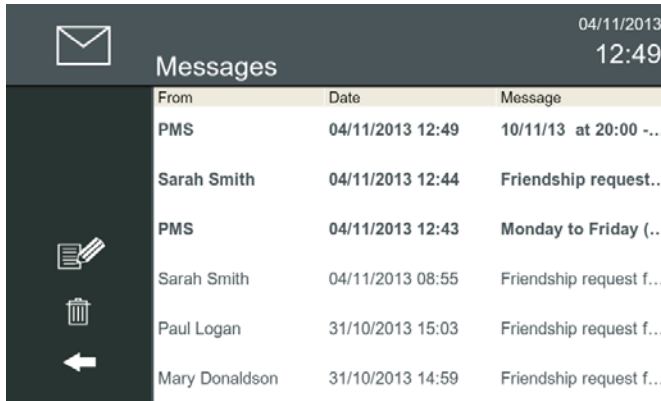 04/11/2013
12:49
Messages
From Date Message
PMS 04/11/2013 12:49 10/11/13 at 20:00 -...
Sarah Smith 04/11/2013 12:44 Friendship request...
PMS 04/11/2013 12:43 Monday to Friday (...
Sarah Smith 04/11/2013 08:55 Friendship request f...
Paul Logan 31/10/2013 15:03 Friendship request f...
Mary Donaldson 31/10/2013 14:59 Friendship request f...